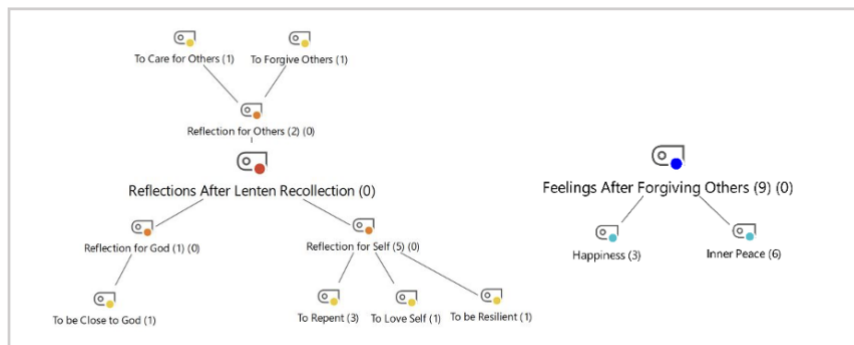 To Care for Others (1)
To Forgive Others (1)
Reflection for Others (2) (0)
Reflections After Lenten Recollection (0)
Feelings After Forgiving Others (9) (0)
Reflection for God (1) (0)
Reflection for Self (5) (0)
Happiness (3)
Inner Peace (6)
To be Close to God (1)
To Repent (3)
To Love Self (1)
To be Resilient (1)